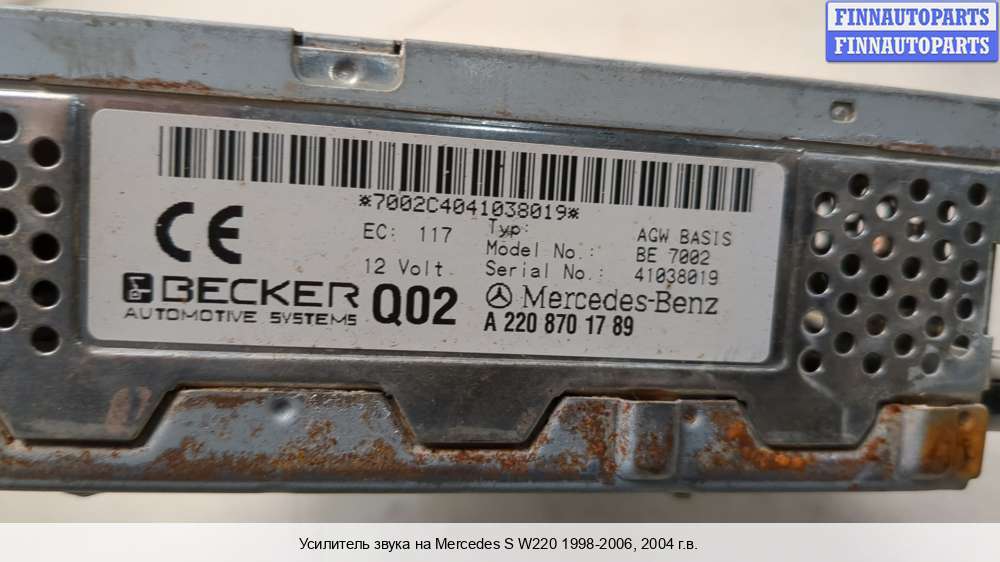 FINNAUTOPARTS
FINNAUTOPARTS
*7002C4041038019*
CE
EC: 117
Typ: AGW BASIS
Model No.: BE 7002
12 Volt
Serial No.: 41038019
BECKER
AUTOMOTIVE SYSTEMS
Q02
Mercedes-Benz
A 220 870 17 89
Усилитель звука на Mercedes S W220 1998-2006, 2004 г.в.